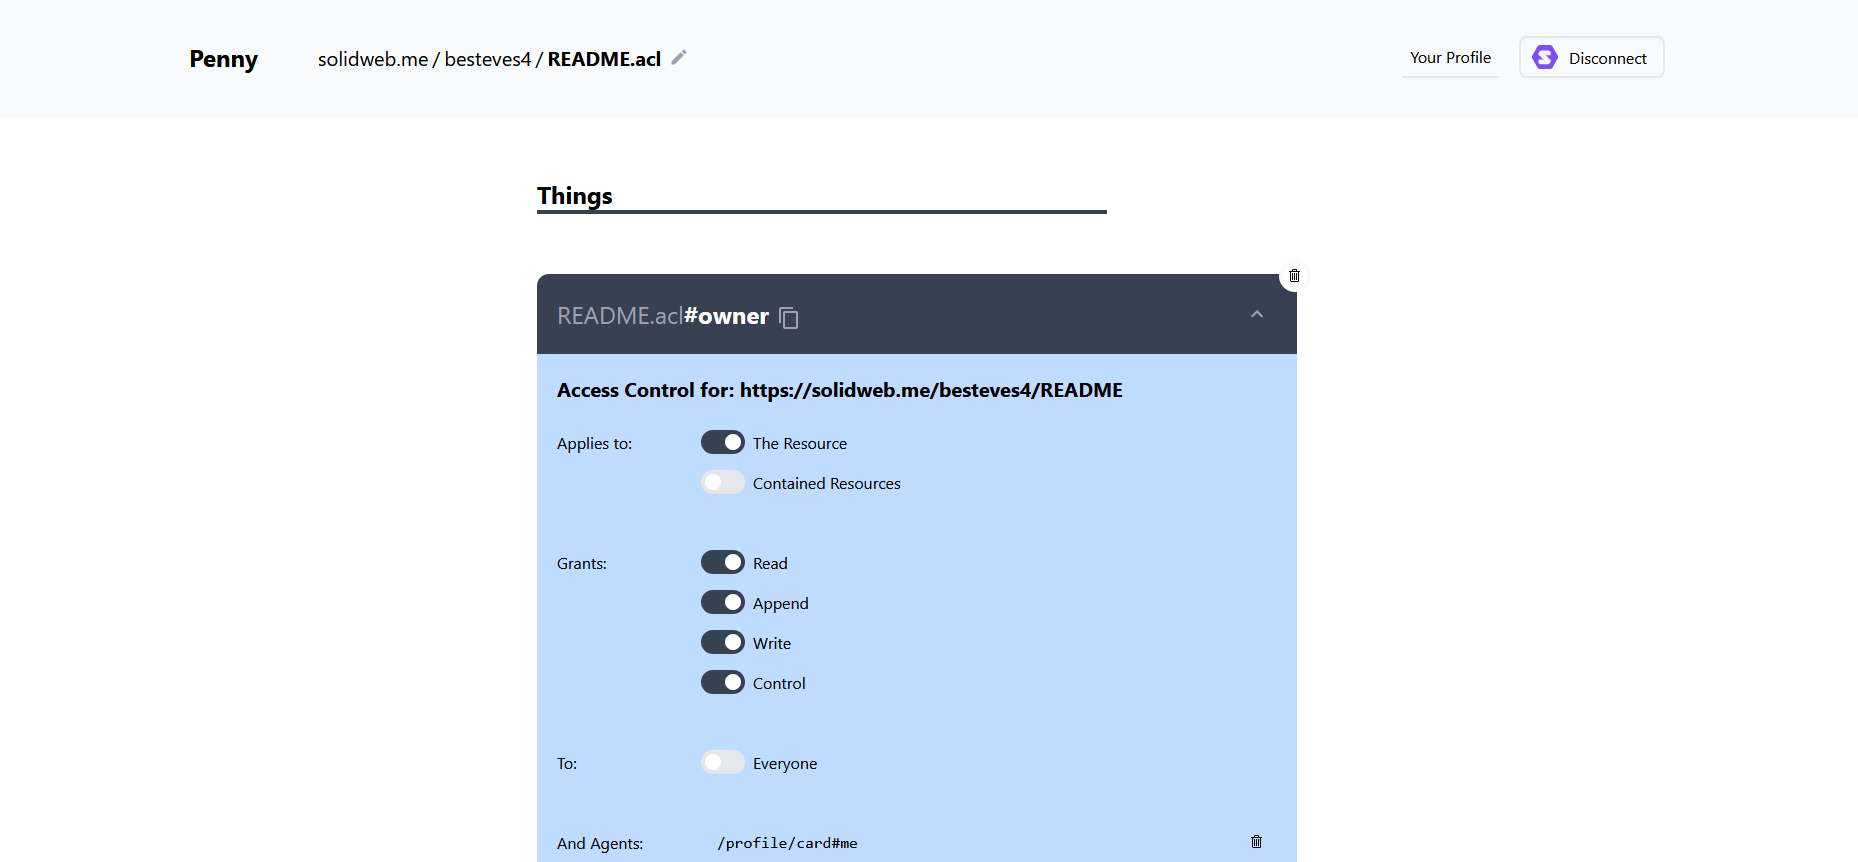 Penny
solidweb.me / besteves4 / README.acl
Your Profile
Disconnect
Things
README.acl#owner
Access Control for: https://solidweb.me/besteves4/README
Applies to:
The Resource
Contained Resources
Grants:
Read
Append
Write
Control
To:
Everyone
And Agents:
/profile/card#me